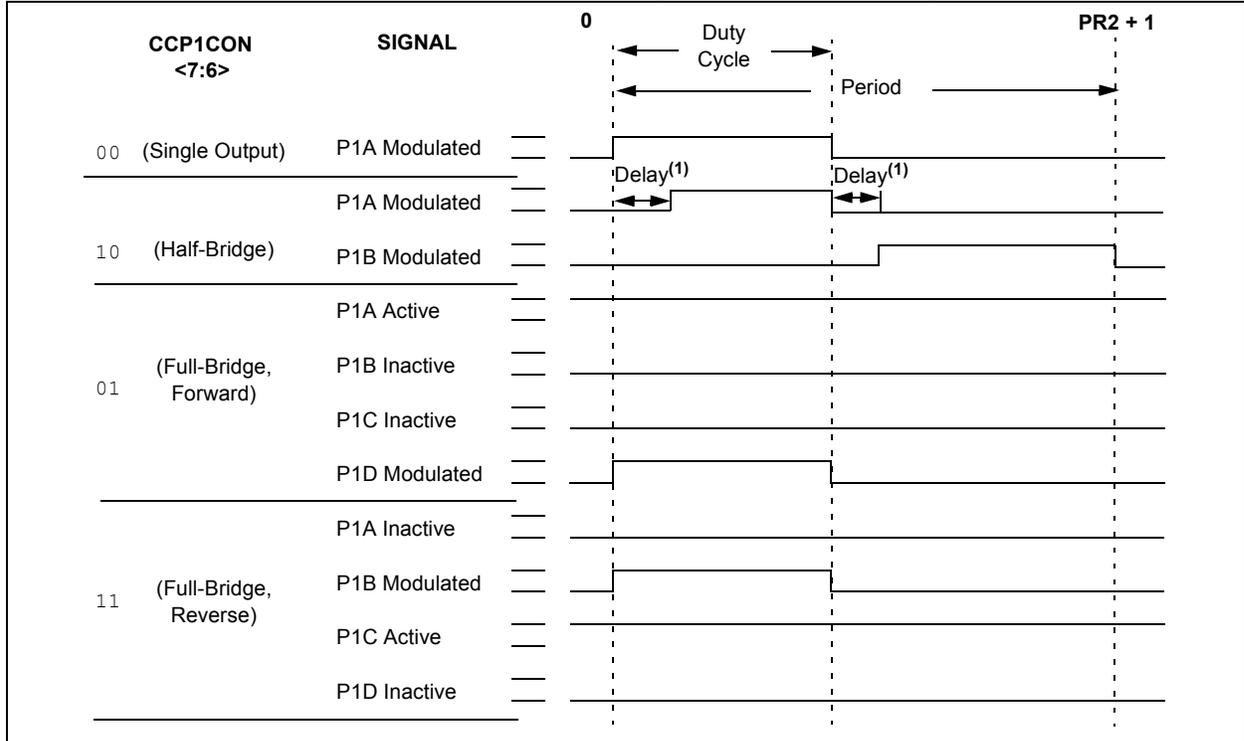 0
PR2 + 1
CCP1CON
<7:6>
SIGNAL
Duty
Cycle
Period
00 (Single Output) P1A Modulated
Delay(1) Delay(1)
P1A Modulated
10 (Half-Bridge)
P1B Modulated
P1A Active
01 (Full-Bridge,
Forward)
P1B Inactive
P1C Inactive
P1D Modulated
P1A Inactive
11 (Full-Bridge,
Reverse)
P1B Modulated
P1C Active
P1D Inactive